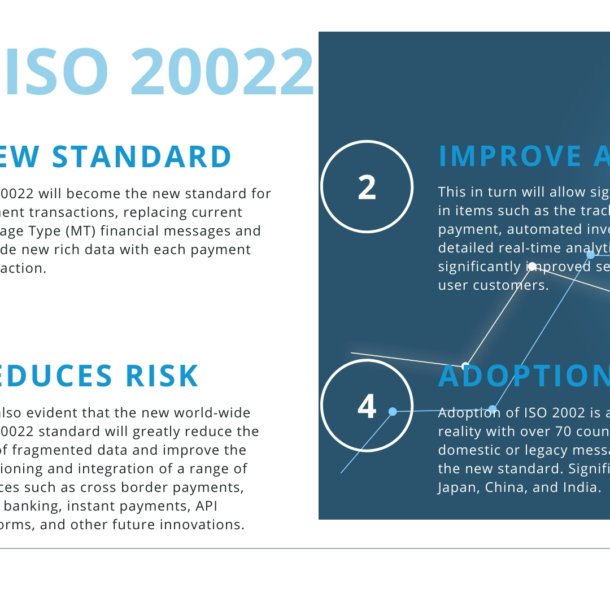 ISO 20022
EW STANDARD
0022 will become the new standard for
ent transactions, replacing current
age Type (MT) financial messages and
de new rich data with each payment
action.
2
IMPROVE A
This in turn will allow sig
in items such as the trac
payment, automated invo
detailed real-time analyti
significantly improved se
user customers.
EDUCES RISK
also evident that the new world-wide
0022 standard will greatly reduce the
of fragmented data and improve the
ioning and integration of a range of
ces such as cross border payments,
banking, instant payments, API
orms, and other future innovations.
4
ADOPTION
Adoption of ISO 2002 is a
reality with over 70 coun
domestic or legacy messa
the new standard. Signifi
Japan, China, and India.